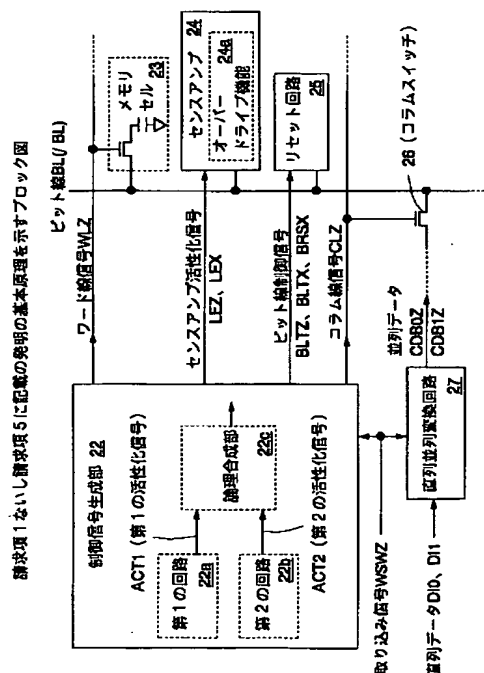 請求項1ないし請求項5に記載の発明の基本原理を示すブロック図
ビット線BL(/BL)
制御信号生成部 22
ACT1(第1の活性化信号)
第1の回路
22a
論理合成部
22c
第2の回路
22b
ACT2(第2の活性化信号)
ワード線信号WLZ
メモリ
セル 23
センスアンプ活性化信号
LEZ、LEX
センスアンプ 24
オーバー 24a
ドライブ機能
ビット線制御信号
BLTZ、BLTX、BRSX
リセット回路
25
コラム線信号CLZ
26(コラムスイッチ)
並列データ
CDB0Z
CDB1Z
取り込み信号WSWZ
直列並列変換回路
27
直列データDI0、DI1